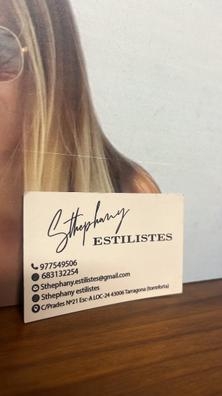 Sthephany
ESTILISTES
977549506
683132254
Sthephany.estilistes@gmail.com
Sthephany estilistes
C/Prades Nº21 Esc-A LOC-24 43006 Tarragona (torreforta)